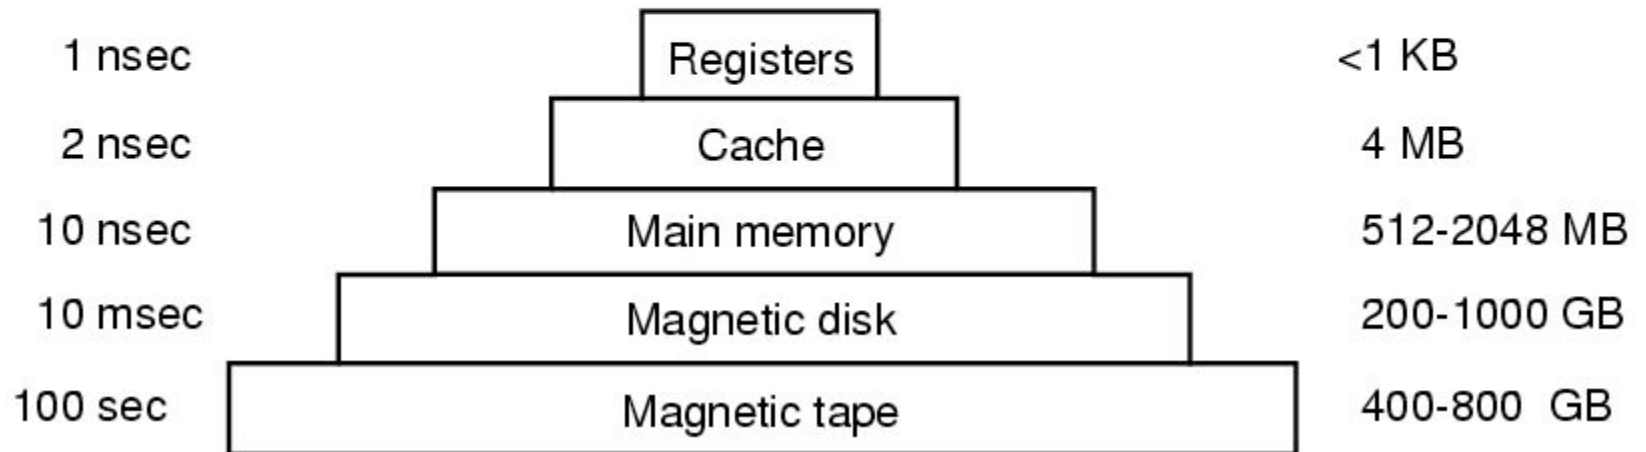 1 nsec Registers <1 KB
2 nsec Cache 4 MB
10 nsec Main memory 512-2048 MB
10 msec Magnetic disk 200-1000 GB
100 sec Magnetic tape 400-800 GB